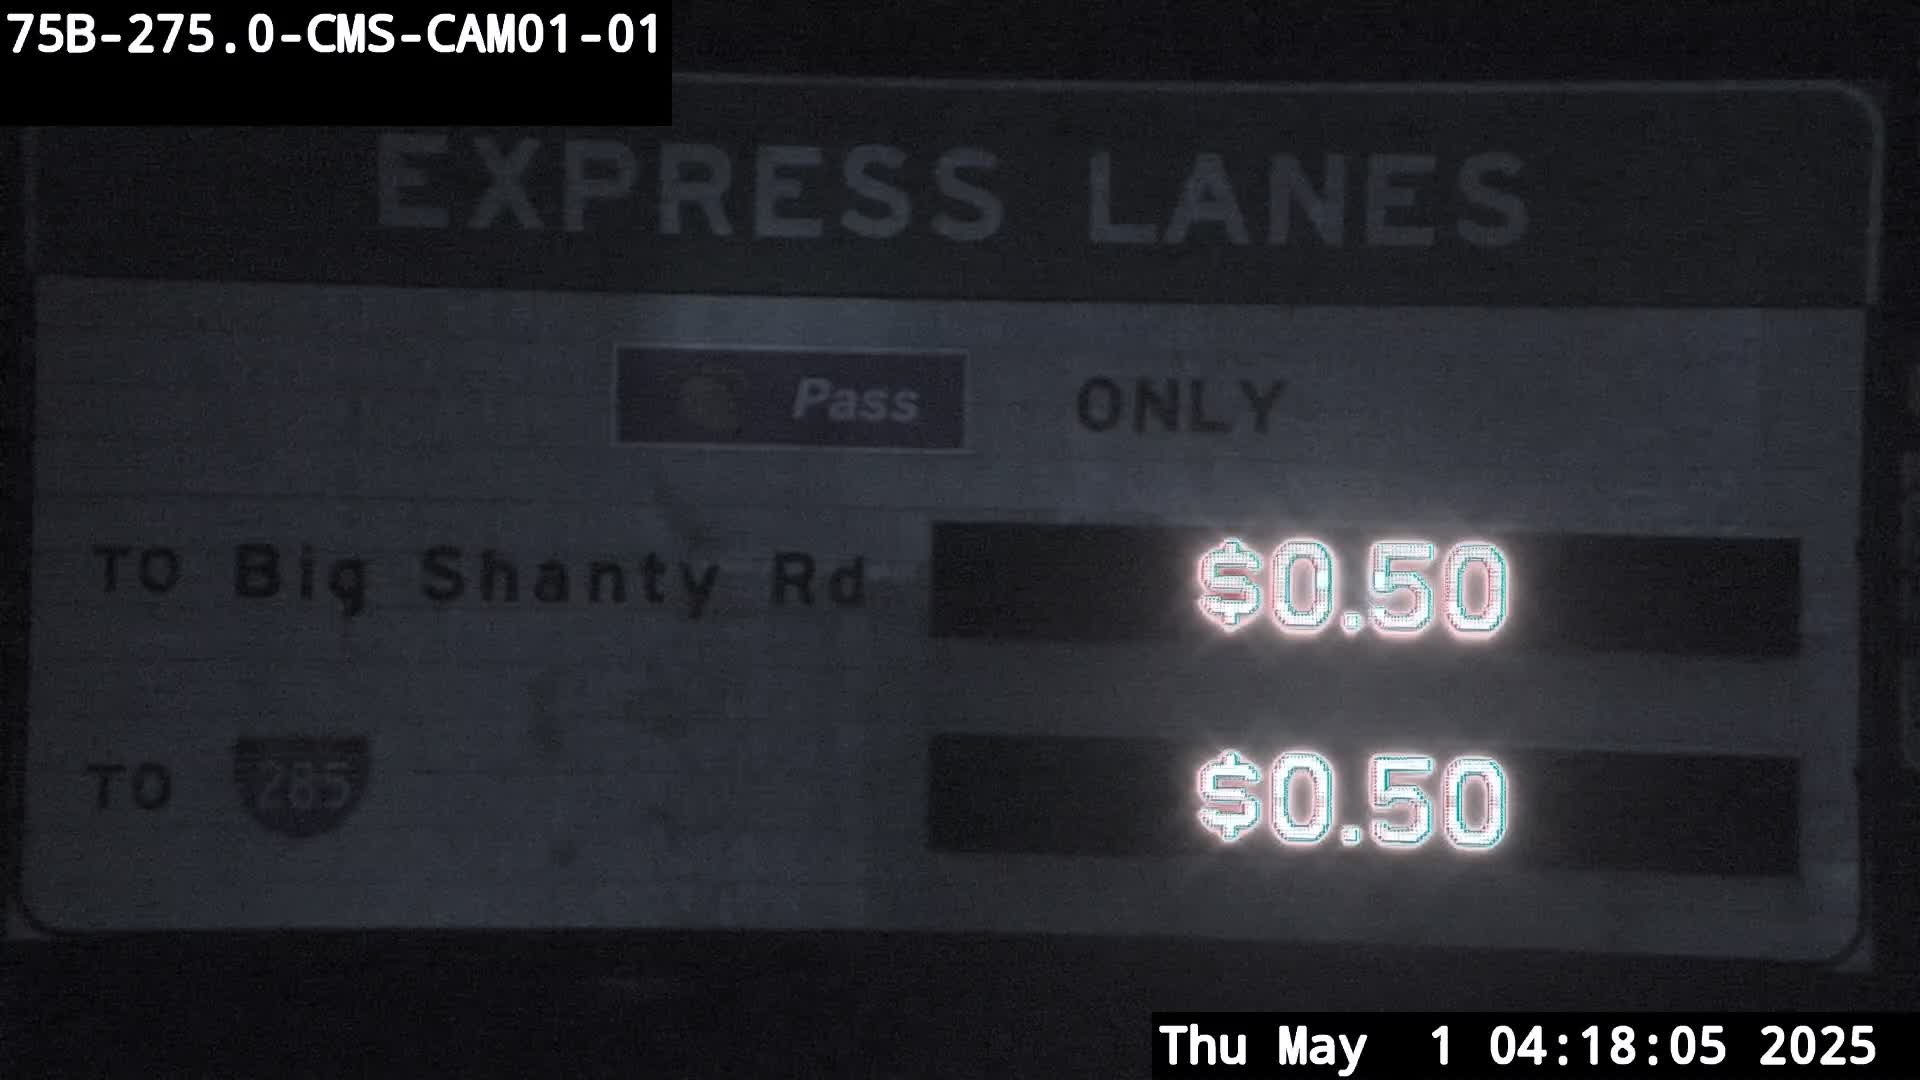 75B-275.0-CMS-CAM01-01
EXPRESS LANES
Pass ONLY
TO Big Shanty Rd $0.50
TO 285 $0.50
Thu May 1 04:18:05 2025